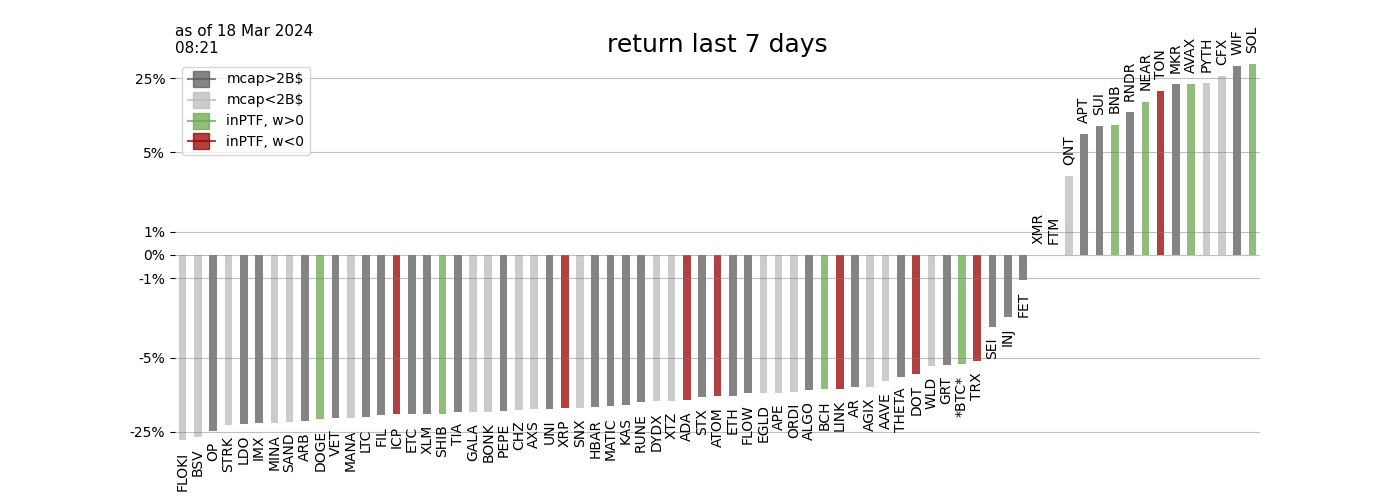 as of 18 Mar 2024
08:21
return last 7 days
mcap>2B$
mcap<2B$
inPTF, w>0
inPTF, w<0
25%
5%
1%
0%
-1%
-5%
-25%
FLOKI
BSV
OP
STRK
LDO
IMX
MINA
SAND
ARB
DOGE
VET
MANA
LTC
FIL
ICP
ETC
XLM
SHIB
TIA
GALA
BONK
PEPE
CHZ
AXS
UNI
XRP
SNX
HBAR
MATIC
KAS
RUNE
DYDX
XTZ
ADA
STX
ATOM
ETH
FLOW
EGLD
APE
ORDI
ALGO
BCH
LINK
AR
AGIX
AAVE
THETA
DOT
WLD
GRT
*BTC*
TRX
SEI
INJ
FET
XMR
FTM
QNT
APT
SUI
BNB
RNDR
NEAR
TON
MKR
AVAX
PYTH
CFX
WIF
SOL